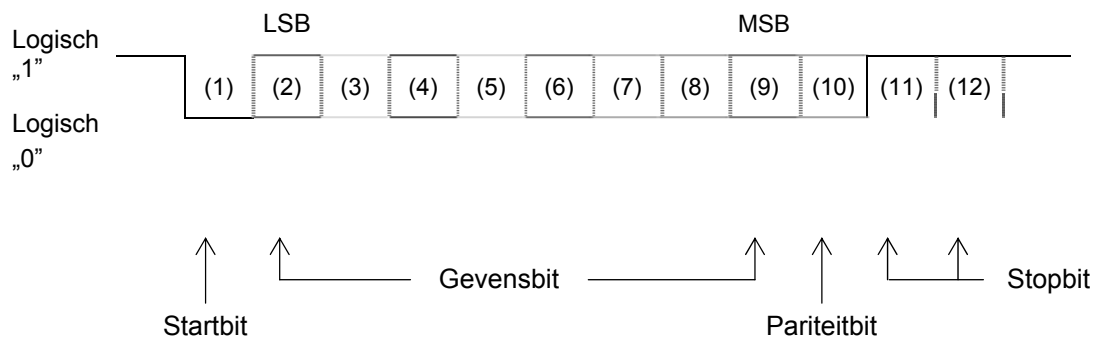 LSB MSB
Logisch
„1”
(1) (2) (3) (4) (5) (6) (7) (8) (9) (10) (11) (12)
Logisch
„0”
Gevensbit Stopbit
Startbit Pariteitbit